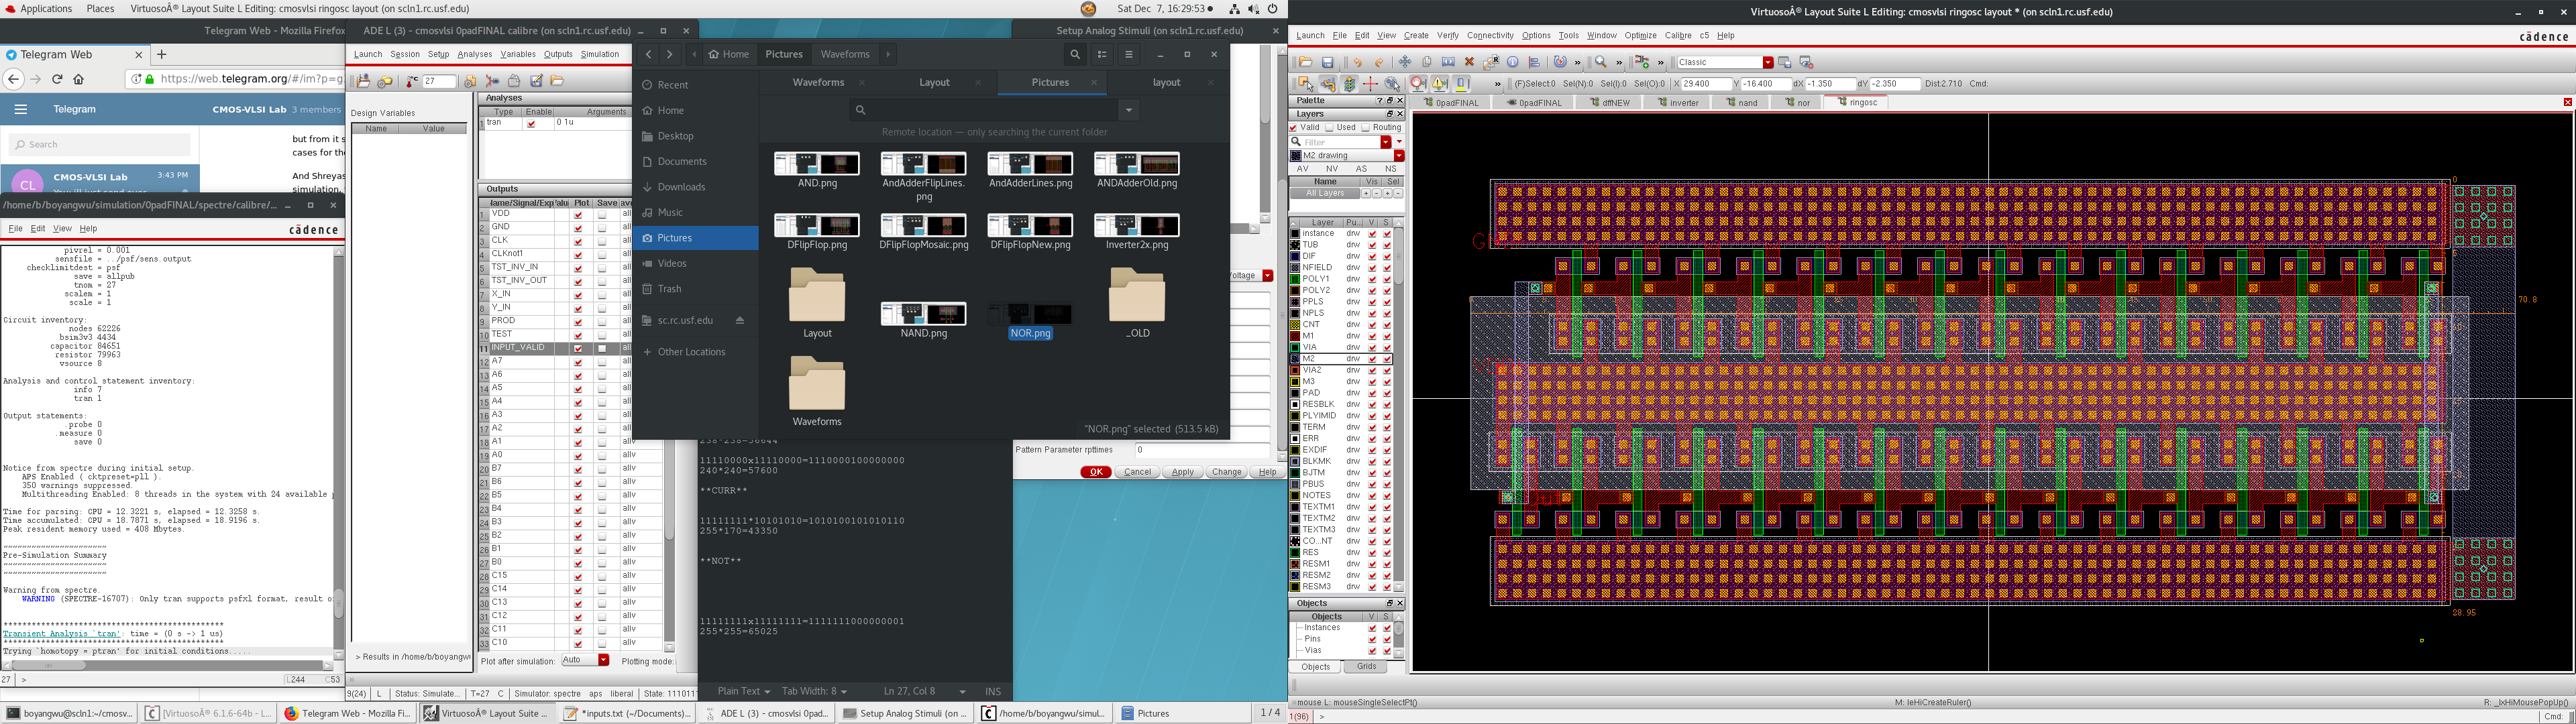 Applications Places VirtuosoÂ® Layout Suite L Editing: cmosvlsi ringosc layout* (on scln1.rc.usf.edu)
Sat Dec 7, 16:29:53
Telegram Web - Mozilla Firefox
Telegram Web
https://web.telegram.org/#/im?p=g
Telegram
CMOS-VLSI Lab 3 members
Search
CL
CMOS-VLSI Lab 3:43 PM
but from it s
cases for the
And Shreyas
simulation.
/home/b/boyangwu/simulation/0padFINAL/spectre/calibre/...
File Edit View Help cādence
pivrel = 0.001
sensfile = ../psf/sens.output
checklimitdest = psf
save = allpub
tnom = 27
scalem = 1
scale = 1
Circuit inventory:
nodes 62226
bsim3v3 4434
capacitor 84651
resistor 79963
vsource 8
Analysis and control statement inventory:
info 7
tran 1
Output statements:
.probe 0
.measure 0
save 0
Notice from spectre during initial setup.
APS Enabled ( cktpreset=pll ).
350 warnings suppressed.
Multithreading Enabled: 8 threads in the system with 24 available p
Time for parsing: CPU = 12.3221 s, elapsed = 12.3258 s.
Time accumulated: CPU = 18.7871 s, elapsed = 18.9196 s.
Peak resident memory used = 408 Mbytes.
Pre-Simulation Summary
Warning from spectre.
WARNING (SPECTRE-16707): Only tran supports psfxl format, result o
Transient Analysis `tran': time = (0 s -> 1 us)
Trying `homotopy = ptran' for initial conditions.....
27 > L244 C53
ADE L (3) - cmosvlsi 0padFINAL calibre (on scln1.rc.usf.edu)
Launch Session Setup Analyses Variables Outputs Simulation
27
Design Variables
Name Value
> Results in /home/b/boyangwu
Analyses
Type Enable Arguments
1 tran 0 1u
Outputs
Plot Save
1 VDD allv
2 GND
3 CLK
4 CLKnot1
5 TST_INV_IN
6 TST_INV_OUT
7 X_IN
8 Y_IN
9 PROD
10 TEST
11 INPUT_VALID
12 A7
13 A6
14 A5
15 A4
16 A3
17 A2
18 A1
19 A0 allv
20 B7 allv
21 B6 allv
22 B5 allv
23 B4 allv
24 B3 allv
25 B2 allv
26 B1 allv
27 B0 allv
28 C15 allv
29 C14 allv
30 C13 allv
31 C12 allv
32 C11 allv
33 C10 allv
Plot after simulation: Auto Plotting mode:
9(24) L Status: Simulate... T=27 C Simulator: spectre aps liberal State: 1110111
Home Pictures Waveforms
Recent
Home
Desktop
Documents
Downloads
Music
Pictures
Videos
Trash
sc.rc.usf.edu
Other Locations
Waveforms Layout Pictures layout
Remote location — only searching the current folder
AND.png AndAdderFlipLines.png AndAdderLines.png ANDAdderOld.png
DFlipFlop.png DFlipFlopMosaic.png DFlipFlopNew.png Inverter2x.png
Layout NAND.png NOR.png _OLD
Waveforms
"NOR.png" selected (513.5 kB)
238*238=56644
11110000x11110000=1110000100000000
240*240=57600
**CURR**
11111111*10101010=1010100101010110
255*170=43350
**NOT**
11111111x11111111=1111111000000001
255*255=65025
Plain Text Tab Width: 8 Ln 27, Col 8 INS
Setup Analog Stimuli (on scln1.rc.usf.edu)
Voltage
Pattern Parameter rpttimes 0
OK Cancel Apply Change Help
boyangwu@scln1:~/cmosv... [VirtuosoÂ® 6.1.6-64b - L... Telegram Web - Mozilla Fi... VirtuosoÂ® Layout Suite ... *inputs.txt (~/Documents)... ADE L (3) - cmosvlsi 0pad... Setup Analog Stimuli (on ... /home/b/boyangwu/simul... Pictures 1 / 4
VirtuosoÂ® Layout Suite L Editing: cmosvlsi ringosc layout * (on scln1.rc.usf.edu)
Launch File Edit View Create Verify Connectivity Options Tools Window Optimize Calibre c5 Help cādence
Classic
(F)Select:0 Sel(N):0 Sel(I):0 Sel(O):0 X 29.400 Y -16.400 dX -1.350 dY -2.350 Dist:2.710 Cmd:
0padFINAL 0padFINAL dffNEW inverter nand nor ringosc
Palette
Layers
Valid Used Routing
Filter
M2 drawing
AV NV AS NS
Name Vis Sel
All Layers
Layer Pu... V S
instance drw
TUB drw
DIF drw
NFIELD drw
POLY1 drw
POLY2 drw
PPLS drw
NPLS drw
CNT drw
M1 drw
VIA drw
M2 drw
VIA2 drw
M3 drw
PAD drw
RESBLK drw
PLYIMID drw
TERM drw
ERR drw
EXDIF drw
BLKMK drw
BJTM drw
PBUS drw
NOTES drw
TEXTM1 drw
TEXTM2 drw
TEXTM3 drw
CO...NT drw
RES drw
RESM1 drw
RESM2 drw
RESM3 drw
Objects
Objects V S
Instances
Pins
Vias
Objects Grids
0
70.8
28.95
mouse L: mouseSingleSelectPt() M: leHiCreateRuler() R: _lxHiMousePopUp()
1(96) > Cmd: